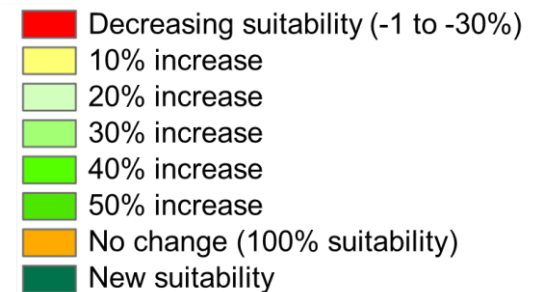 Decreasing suitability (-1 to -30%)
10% increase
20% increase
30% increase
40% increase
50% increase
No change (100% suitability)
New suitability